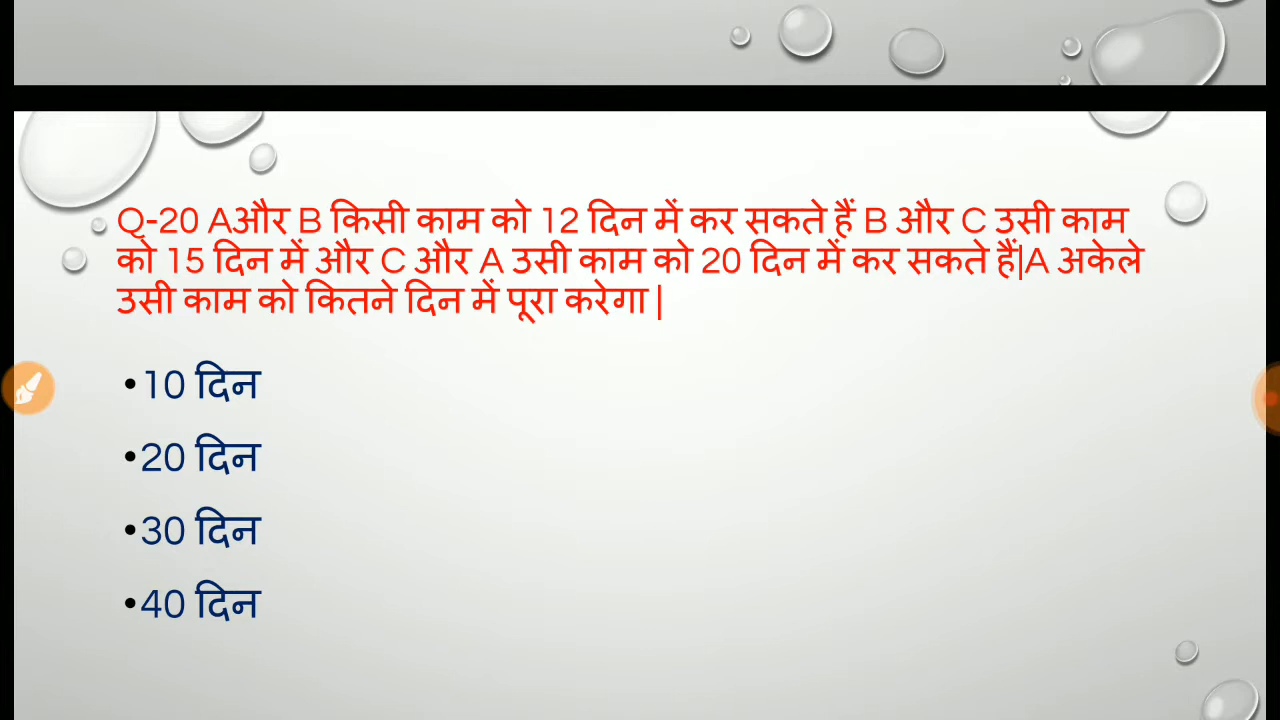 Q-20 Aऔर B किसी काम को 12 दिन में कर सकते हैं B और C उसी काम
को 15 दिन में और C और A उसी काम को 20 दिन में कर सकते हैं|A अकेले
उसी काम को कितने दिन में पूरा करेगा |
•10 दिन
•20 दिन
•30 दिन
•40 दिन